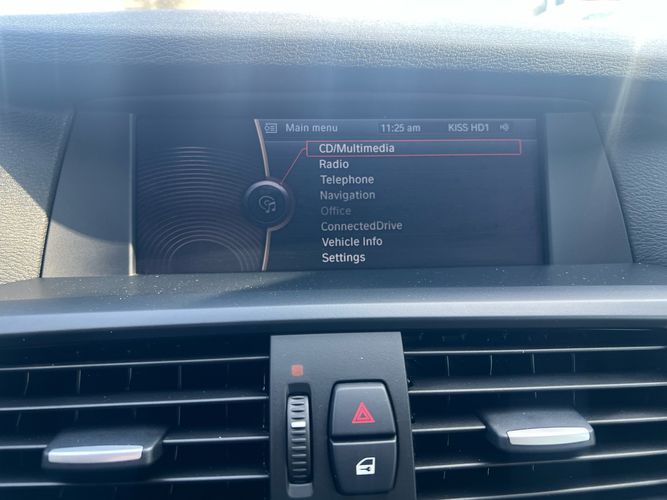 Main menu 11:25 am KISS HD1
CD/Multimedia
Radio
Telephone
Navigation
Office
ConnectedDrive
Vehicle Info
Settings